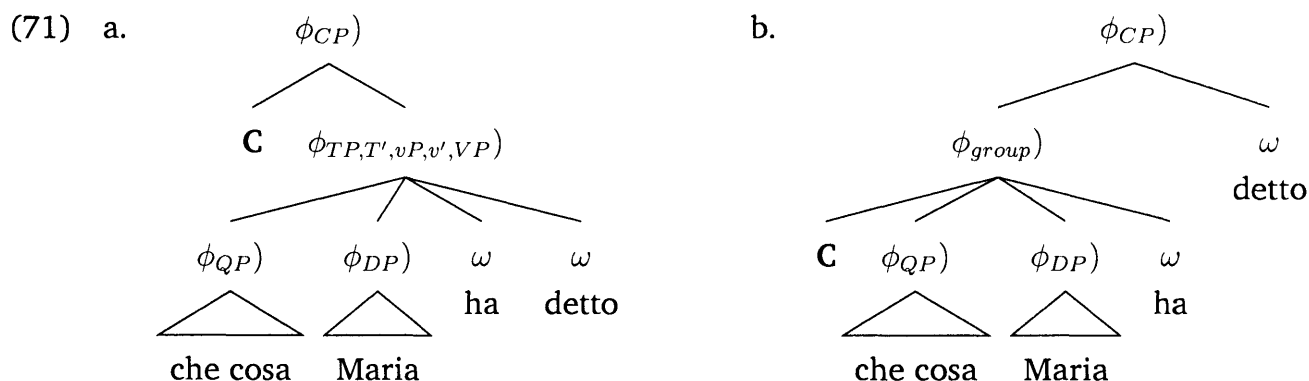 (71) a. ϕCP) b. ϕCP)
C ϕTP,T′,vP,v′,VP) ϕgroup) ω
detto
ϕQP) ϕDP) ω ω C ϕQP) ϕDP) ω
ha detto ha
che cosa Maria che cosa Maria